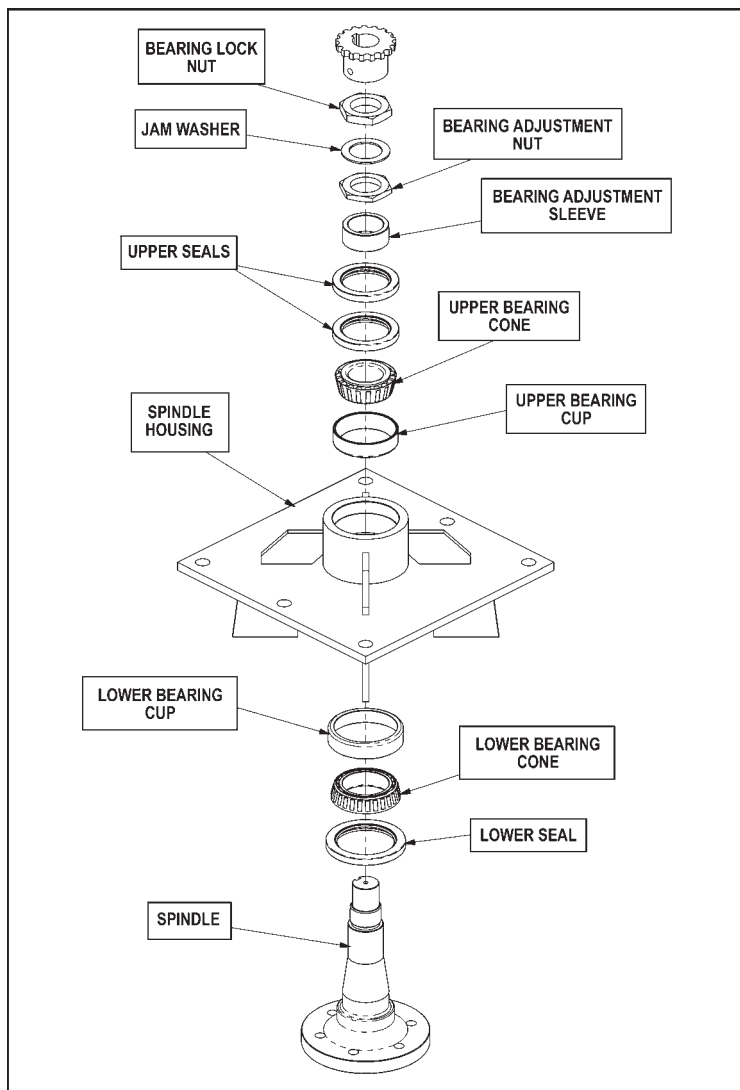 BEARING LOCK
NUT
JAM WASHER
BEARING ADJUSTMENT
NUT
BEARING ADJUSTMENT
SLEEVE
UPPER SEALS
UPPER BEARING
CONE
UPPER BEARING
CUP
SPINDLE
HOUSING
LOWER BEARING
CUP
LOWER BEARING
CONE
LOWER SEAL
SPINDLE